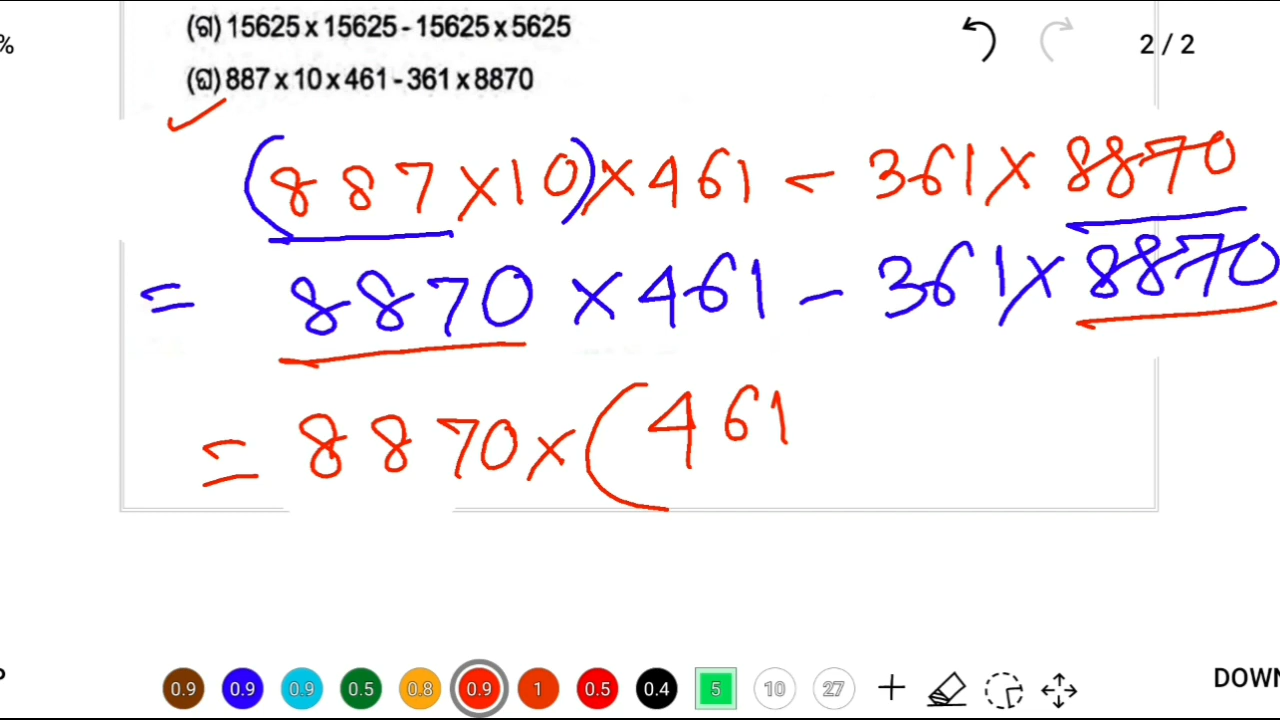 %
(ଗ) 15625 x 15625 - 15625 x 5625
2 / 2
(ଘ) 887 x 10 x 461 - 361 x 8870
(887 x 10) x 461 - 361 x 8870
= 8870 x 461 - 361 x 8870
= 8870 x (461
0.9 0.9 0.9 0.5 0.8 0.9 1 0.5 0.4 5 10 27 +
DOWN